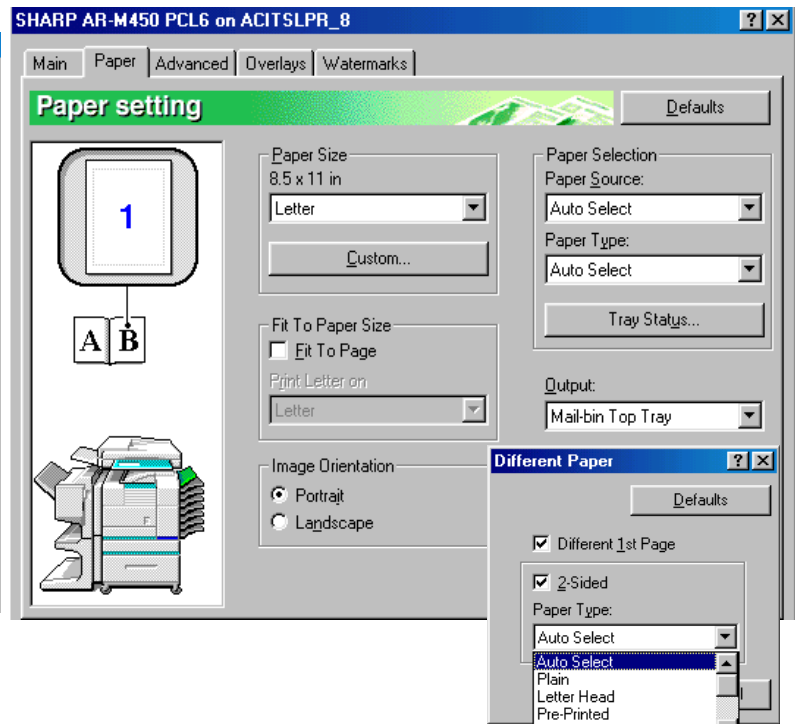 SHARP AR-M450 PCL6 on ACITSLPR_8
Main Paper Advanced Overlays Watermarks
Paper setting
Defaults
1
A B
F
Paper Size
8.5 x 11 in
Letter
Custom...
Fit To Paper Size
Fit To Page
Print Letter on
Letter
Image Orientation
Portrait
Landscape
Paper Selection
Paper Source:
Auto Select
Paper Type:
Auto Select
Tray Status...
Output:
Mail-bin Top Tray
Different Paper
Defaults
Different 1st Page
2-Sided
Paper Type:
Auto Select
Auto Select
Plain
Letter Head
Pre-Printed